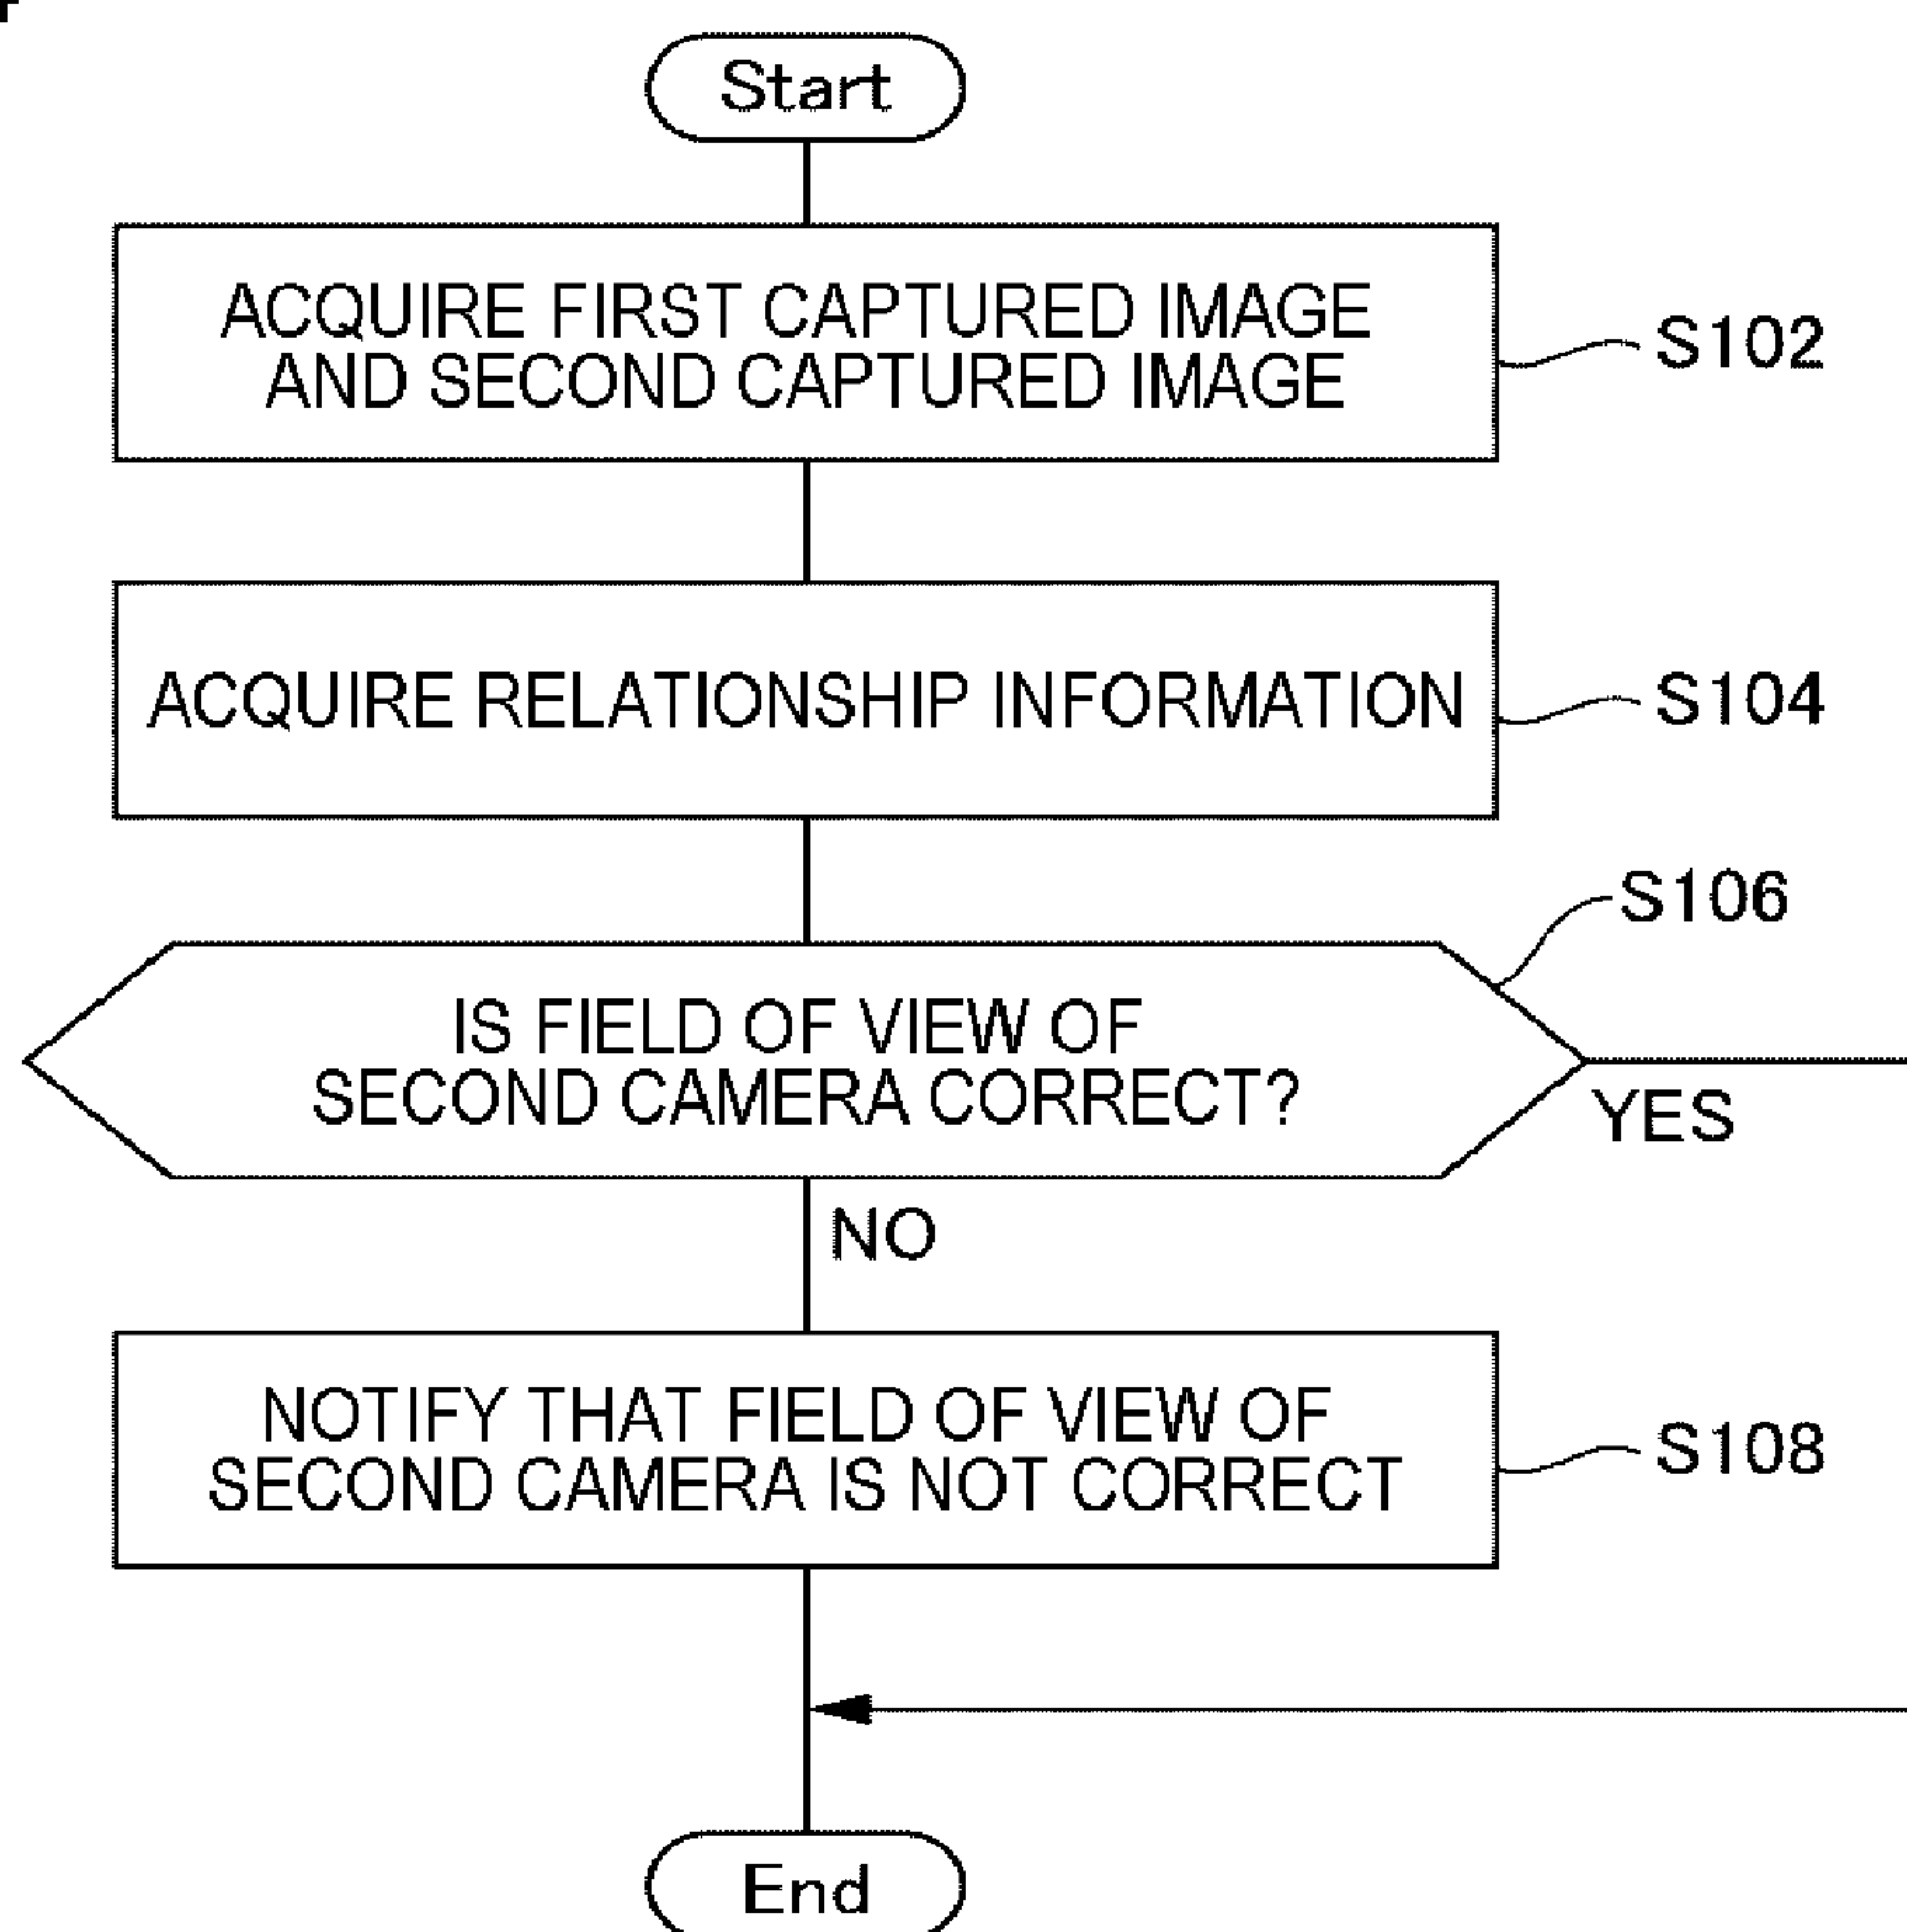 Start
ACQUIRE FIRST CAPTURED IMAGE
AND SECOND CAPTURED IMAGE
S102
ACQUIRE RELATIONSHIP INFORMATION
S104
S106
IS FIELD OF VIEW OF
SECOND CAMERA CORRECT?
YES
NO
NOTIFY THAT FIELD OF VIEW OF
SECOND CAMERA IS NOT CORRECT
S108
End